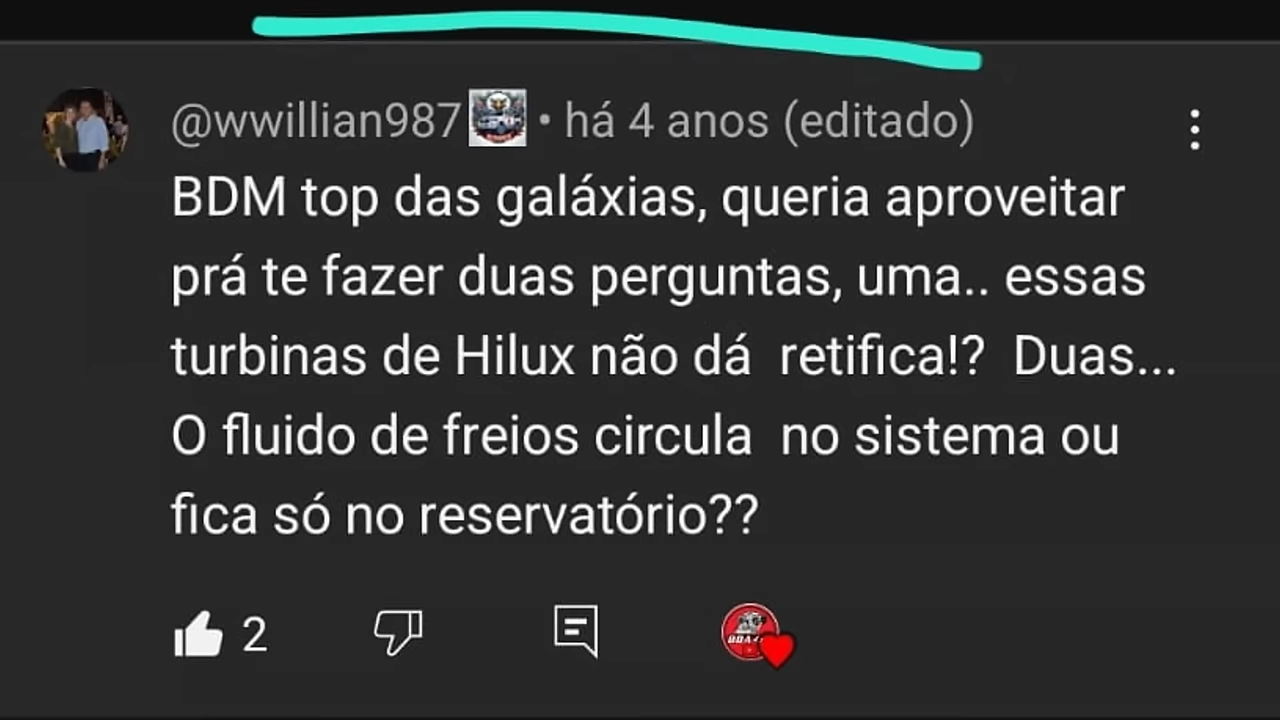 @wwillian987 • há 4 anos (editado)
BDM top das galáxias, queria aproveitar
prá te fazer duas perguntas, uma.. essas
turbinas de Hilux não dá  retifica!?  Duas...
O fluido de freios circula  no sistema ou
fica só no reservatório??
2